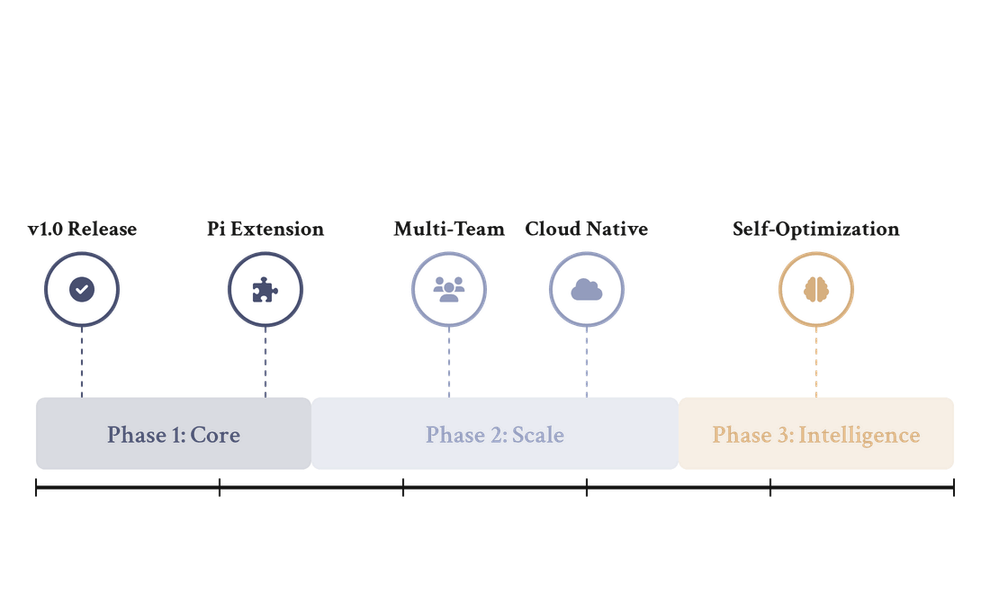 v1.0 Release
Pi Extension
Multi-Team
Cloud Native
Self-Optimization
Phase 1: Core
Phase 2: Scale
Phase 3: Intelligence